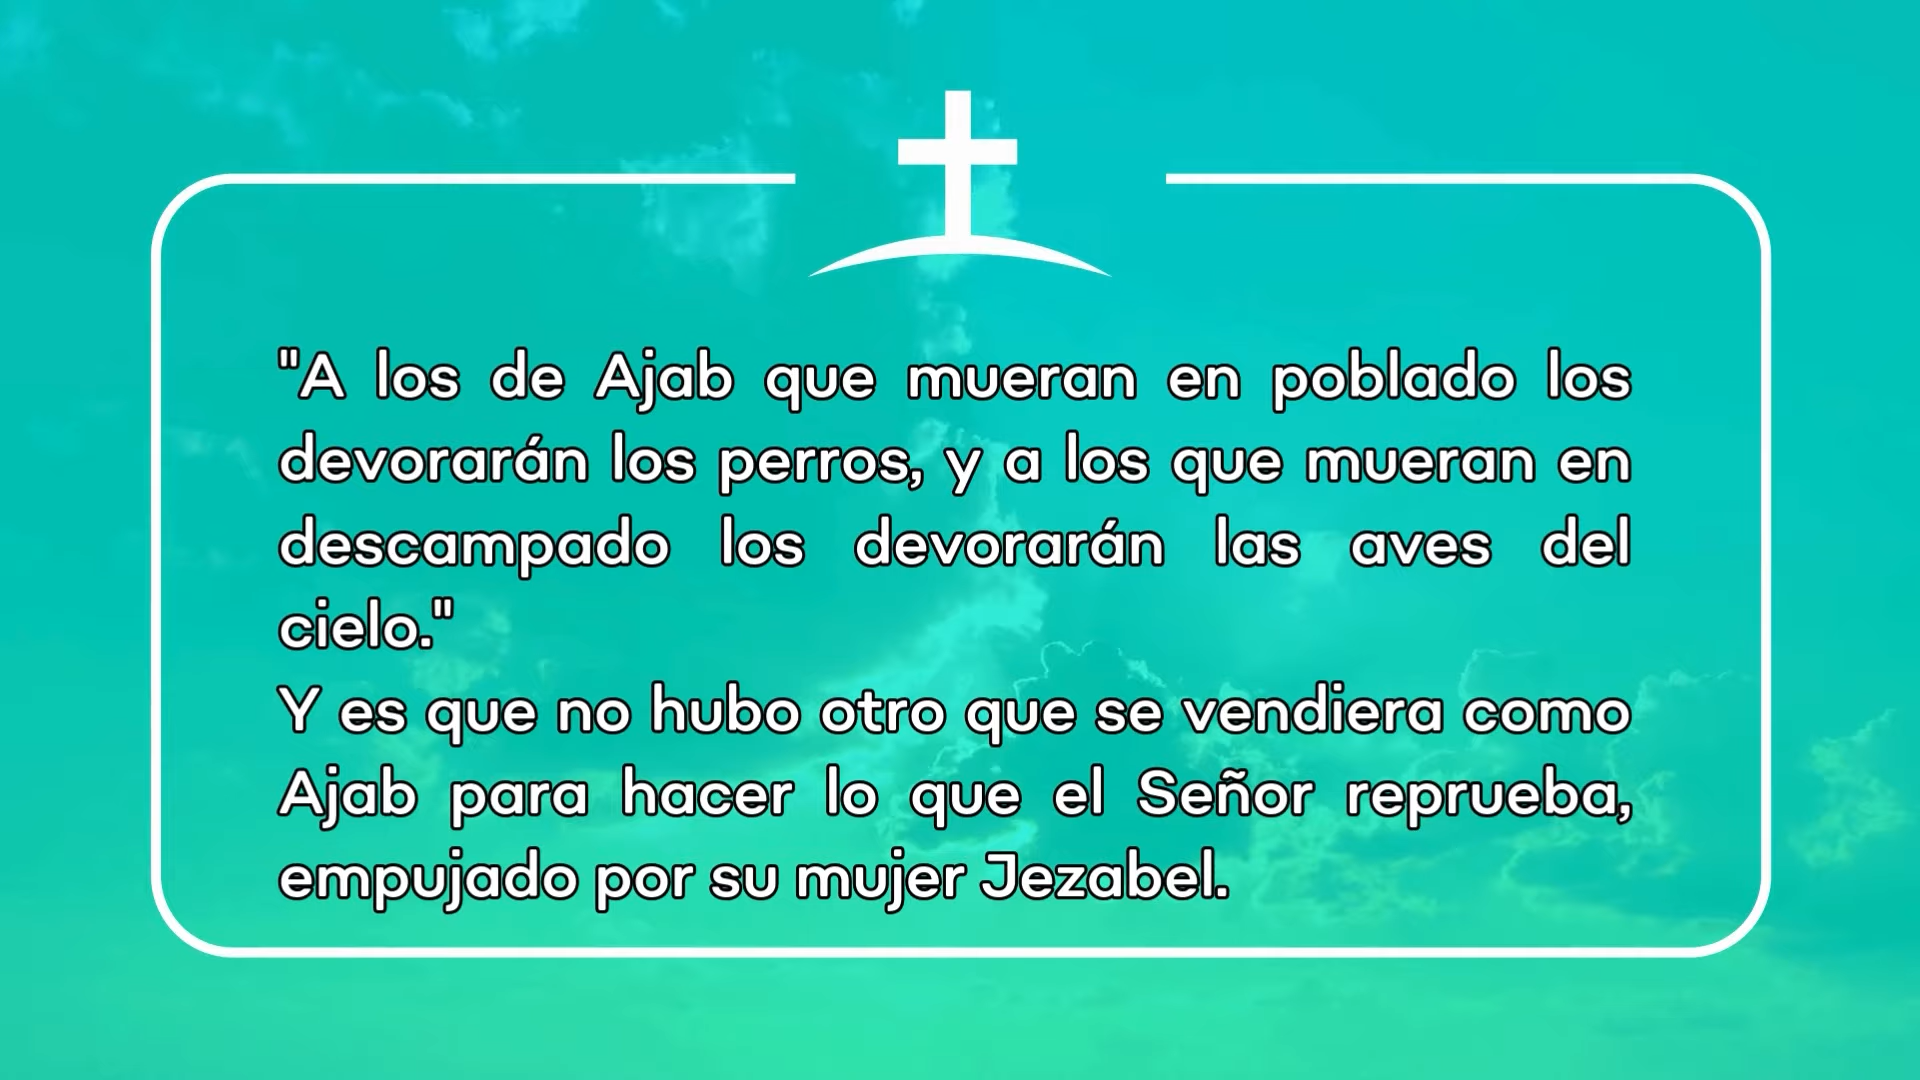 "A los de Ajab que mueran en poblado los
devorarán los perros, y a los que mueran en
descampado los devorarán las aves del
cielo."
Y es que no hubo otro que se vendiera como
Ajab para hacer lo que el Señor reprueba,
empujado por su mujer Jezabel.